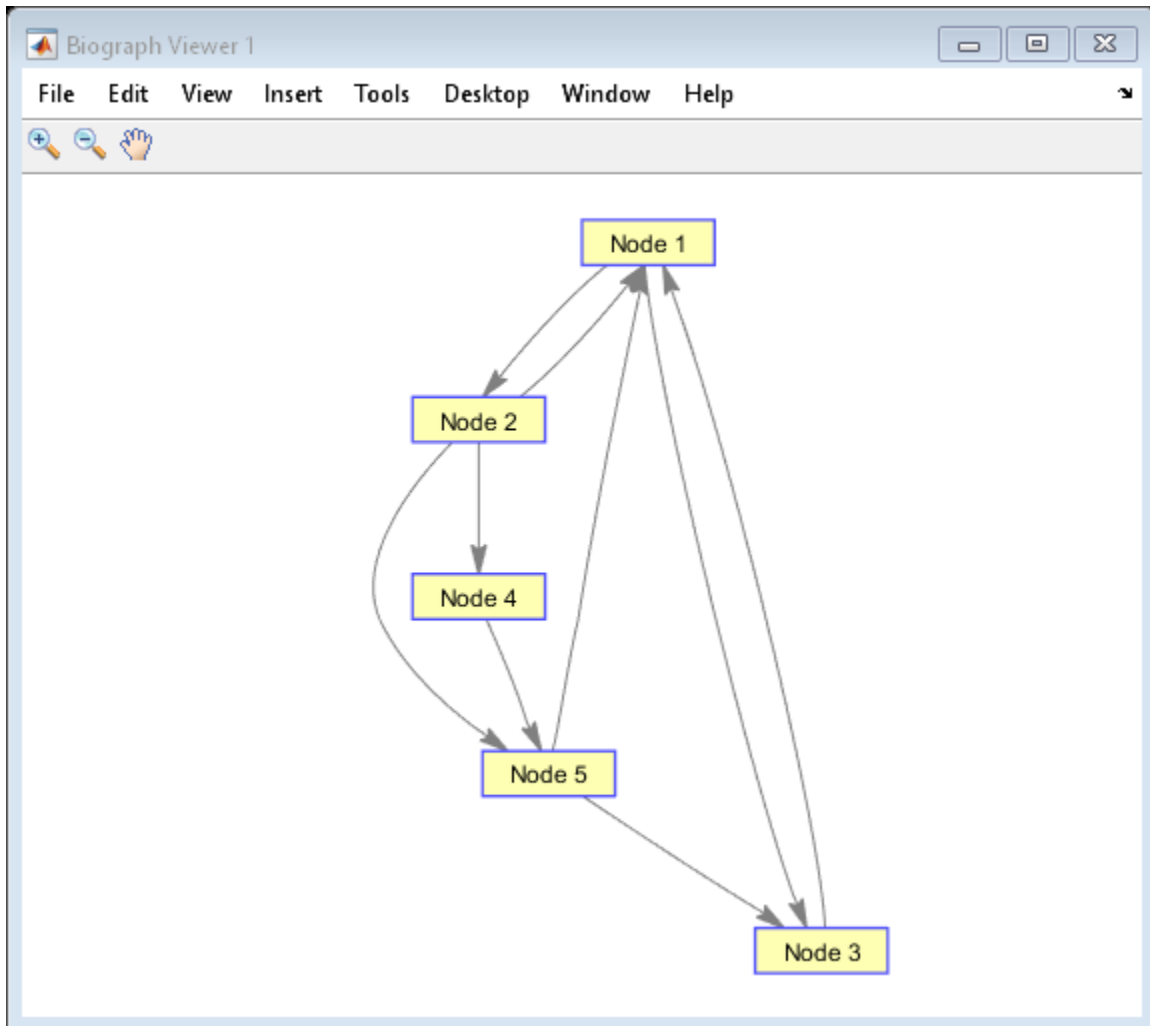 Biograph Viewer 1
File Edit View Insert Tools Desktop Window Help
Node 1
Node 2
Node 4
Node 5
Node 3